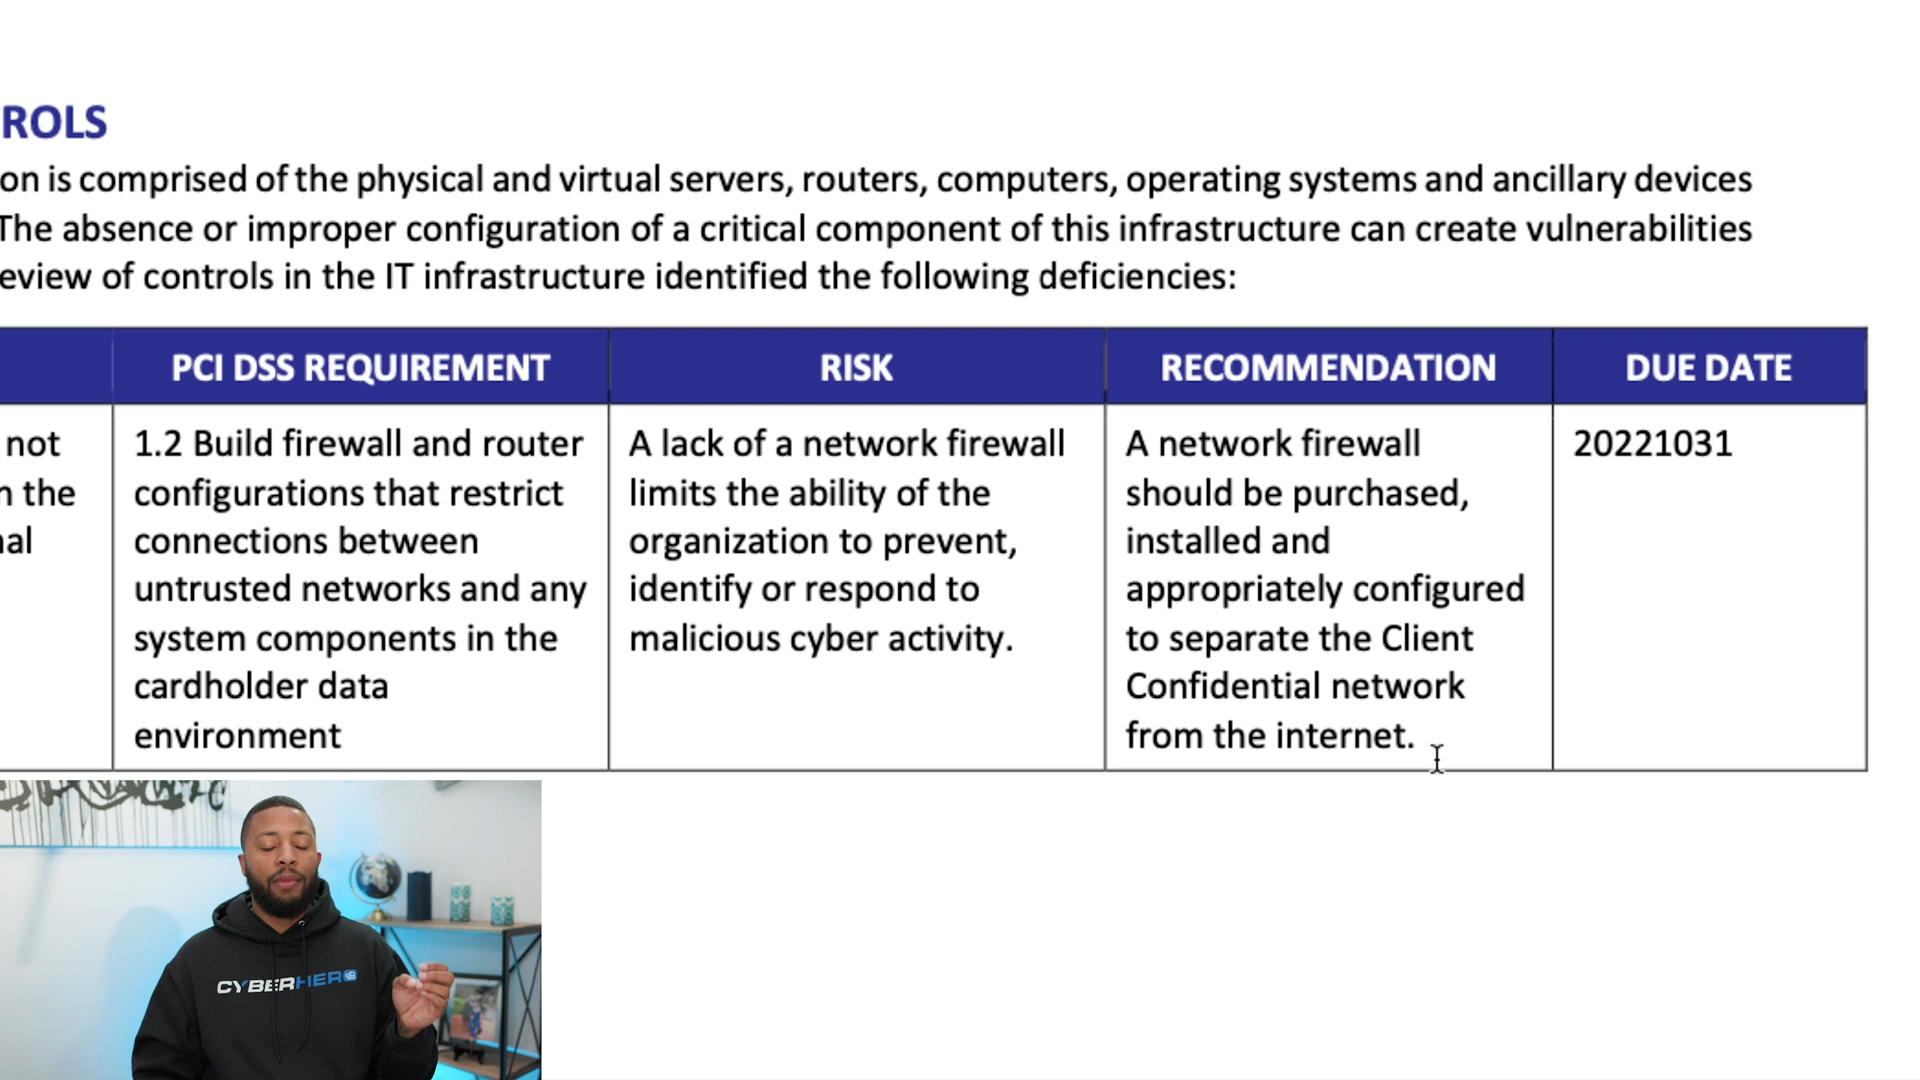 ROLS
on is comprised of the physical and virtual servers, routers, computers, operating systems and ancillary devices
The absence or improper configuration of a critical component of this infrastructure can create vulnerabilities
eview of controls in the IT infrastructure identified the following deficiencies:
PCI DSS REQUIREMENT
RISK
RECOMMENDATION
DUE DATE
not
n the
al
1.2 Build firewall and router
configurations that restrict
connections between
untrusted networks and any
system components in the
cardholder data
environment
A lack of a network firewall
limits the ability of the
organization to prevent,
identify or respond to
malicious cyber activity.
A network firewall
should be purchased,
installed and
appropriately configured
to separate the Client
Confidential network
from the internet.
20221031
CYBERHERO